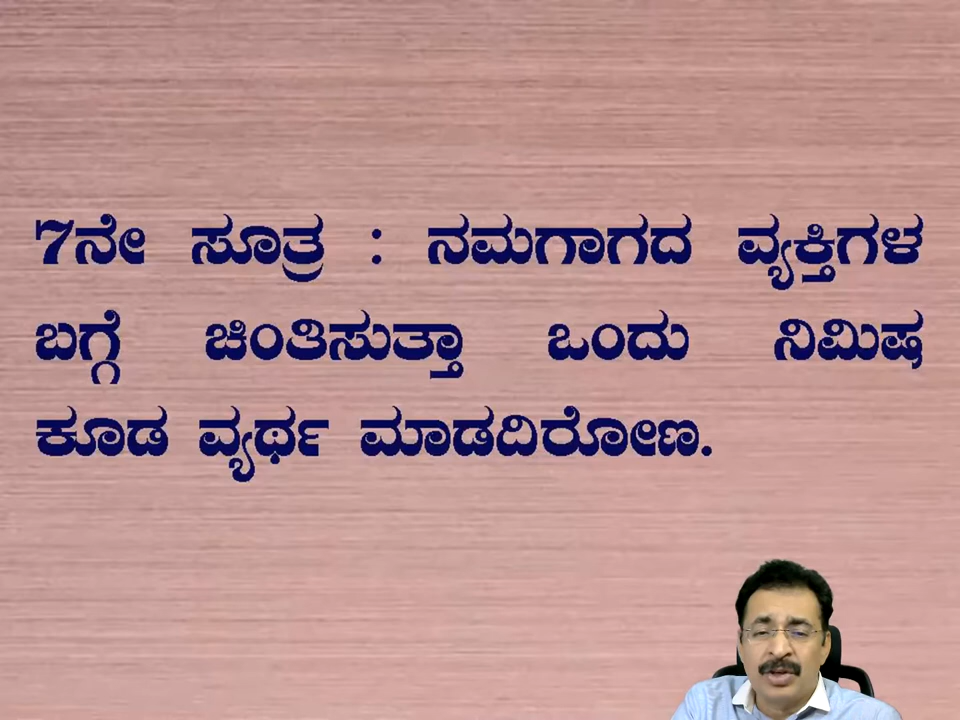 7ನೇ ಸೂತ್ರ : ನಮಗಾಗದ ವ್ಯಕ್ತಿಗಳ
ಬಗ್ಗೆ ಚಿಂತಿಸುತ್ತಾ ಒಂದು ನಿಮಿಷ
ಕೂಡ ವ್ಯರ್ಥ ಮಾಡದಿರೋಣ.